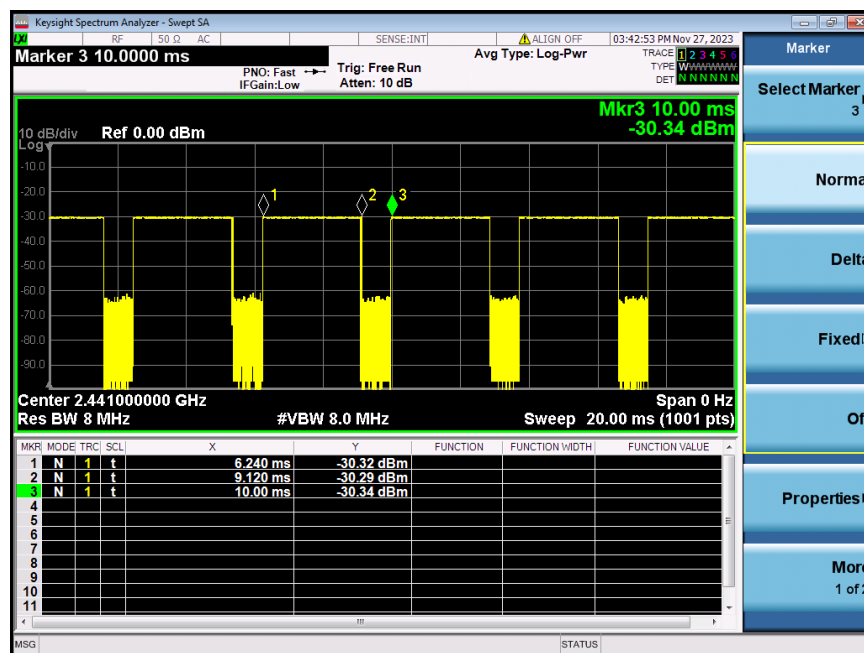 Keysight Spectrum Analyzer - Swept SA
LXI RF 50 Ω AC SENSE:INT ALIGN OFF 03:42:53 PM Nov 27, 2023
Marker 3 10.0000 ms
PNO: Fast
IFGain:Low
Trig: Free Run
Atten: 10 dB
Avg Type: Log-Pwr
TRACE 1 2 3 4 5 6
TYPE WWWWWW
DET N N N N N N
Mkr3 10.00 ms
-30.34 dBm
10 dB/div Ref 0.00 dBm
Log
-10.0
-20.0
-30.0
-40.0
-50.0
-60.0
-70.0
-80.0
-90.0
1
2
3
Center 2.441000000 GHz Span 0 Hz
Res BW 8 MHz #VBW 8.0 MHz Sweep 20.00 ms (1001 pts)
MKR MODE TRC SCL X Y FUNCTION FUNCTION WIDTH FUNCTION VALUE
1 N 1 t 6.240 ms -30.32 dBm
2 N 1 t 9.120 ms -30.29 dBm
3 N 1 t 10.00 ms -30.34 dBm
4
5
6
7
8
9
10
11
MSG STATUS
Marker
Select Marker
3
Norma
Delta
Fixed
Of
Properties
More
1 of 2